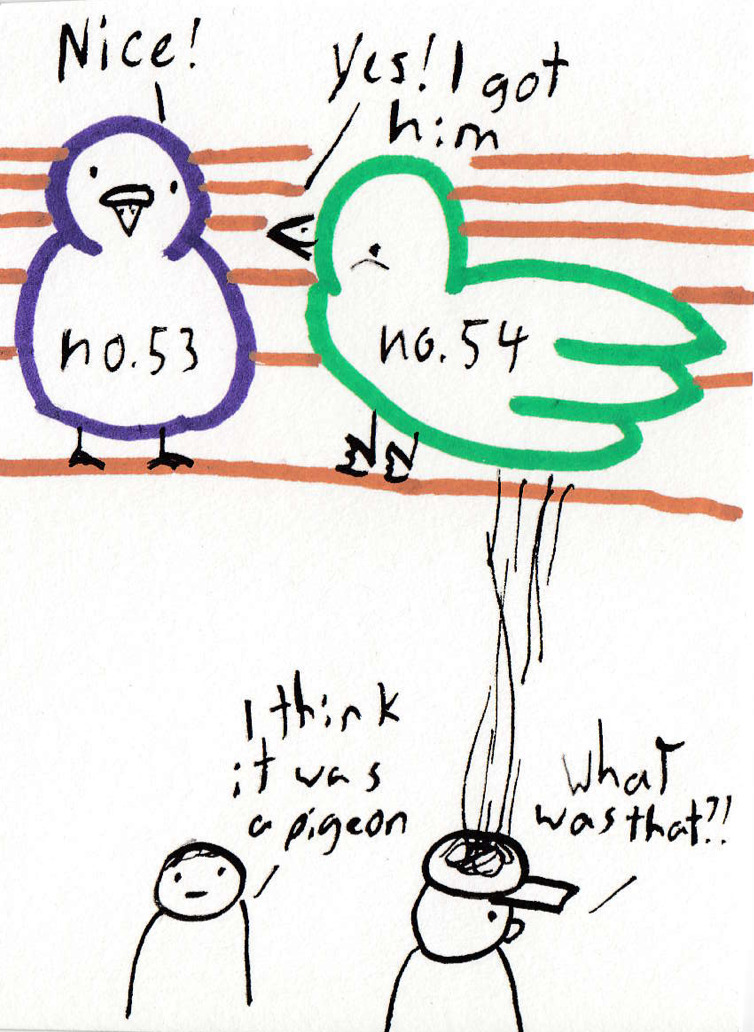 Nice!
Yes! I got
him
no.53
no. 54
I think
it was
a pigeon
What
was that?!